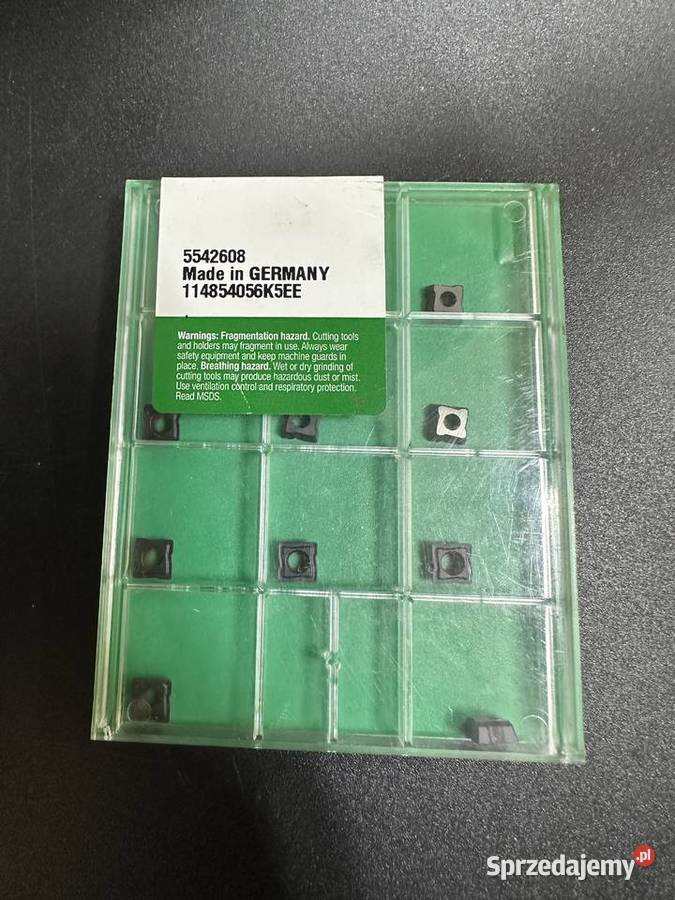 5542608
Made in GERMANY
114854056K5EE
Warnings: Fragmentation hazard. Cutting tools
and holders may fragment in use. Always wear
safety equipment and keep machine guards in
place. Breathing hazard. Wet or dry grinding of
cutting tools may produce hazardous dust or mist.
Use ventilation control and respiratory protection.
Read MSDS.
Sprzedajemy.pl